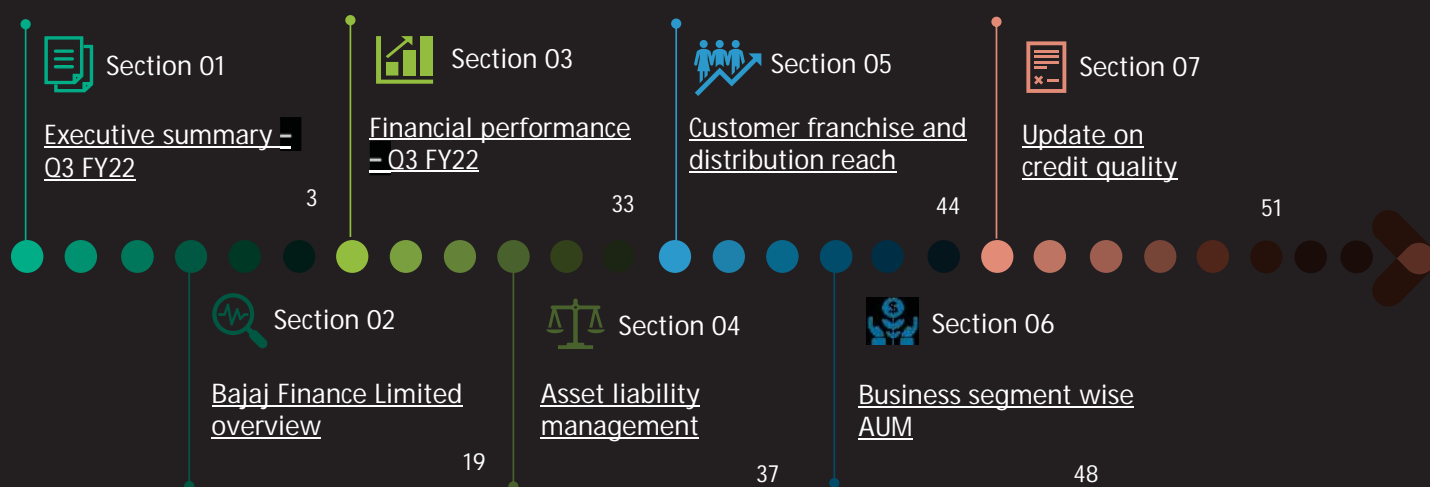 Section 01
Executive summary –
Q3 FY22
3
Section 03
Financial performance
– Q3 FY22
33
Section 05
Customer franchise and
distribution reach
44
Section 07
Update on
credit quality
51
Section 02
Bajaj Finance Limited
overview
19
Section 04
Asset liability
management
37
$
Section 06
Business segment wise
AUM
48